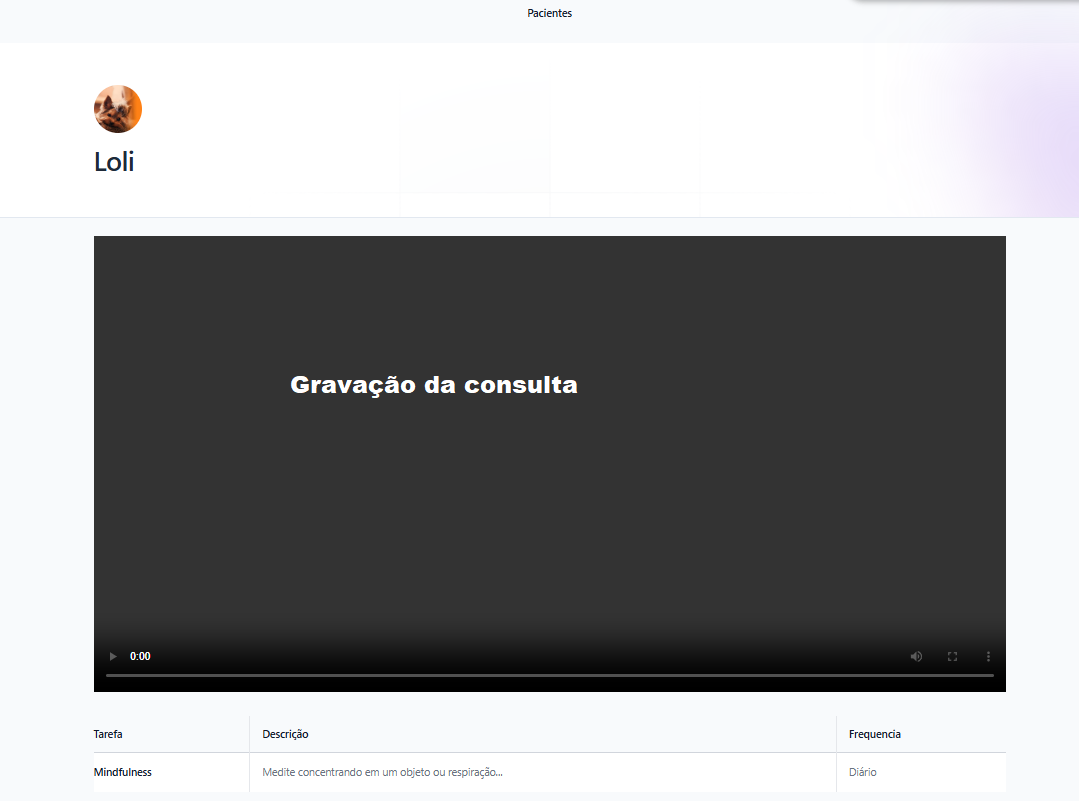 Pacientes
Loli
Gravação da consulta
0:00
Tarefa Descrição Frequencia
Mindfulness Medite concentrando em um objeto ou respiração... Diário